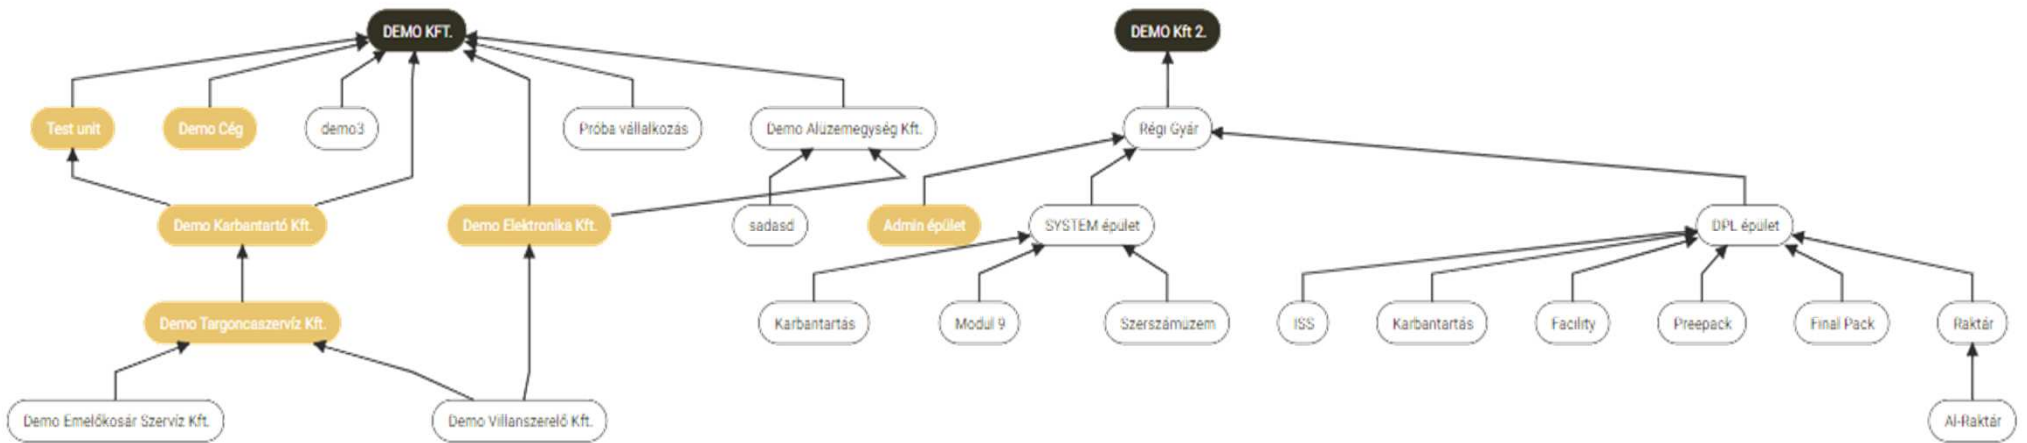 DEMO KFT.
DEMO Kft 2.
Test unit
Demo Cég
demo3
Próba vállalkozás
Demo Alüzemegység Kft.
Régi Gyár
Demo Karbantartó Kft.
Demo Elektronika Kft.
sadasd
Admin épület
SYSTEM épület
DPL épület
Demo Targoncaszervíz Kft.
Karbantartás
Modul 9
Szerszámüzem
ISS
Karbantartás
Facility
Preepack
Final Pack
Raktár
Demo Emelőkosár Szervíz Kft.
Demo Villanszerelő Kft.
Al-Raktár